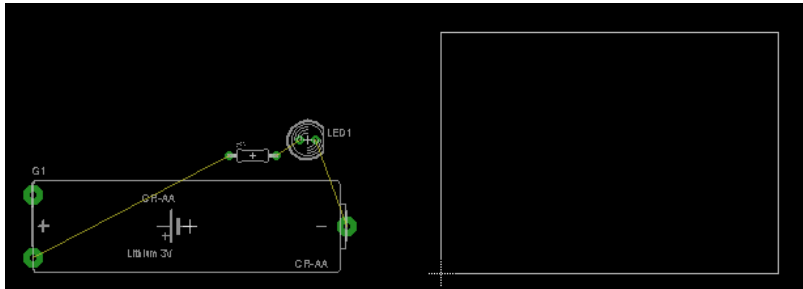 LED1
G1
CR-AA
+ -
Lithium 3V
CR-AA